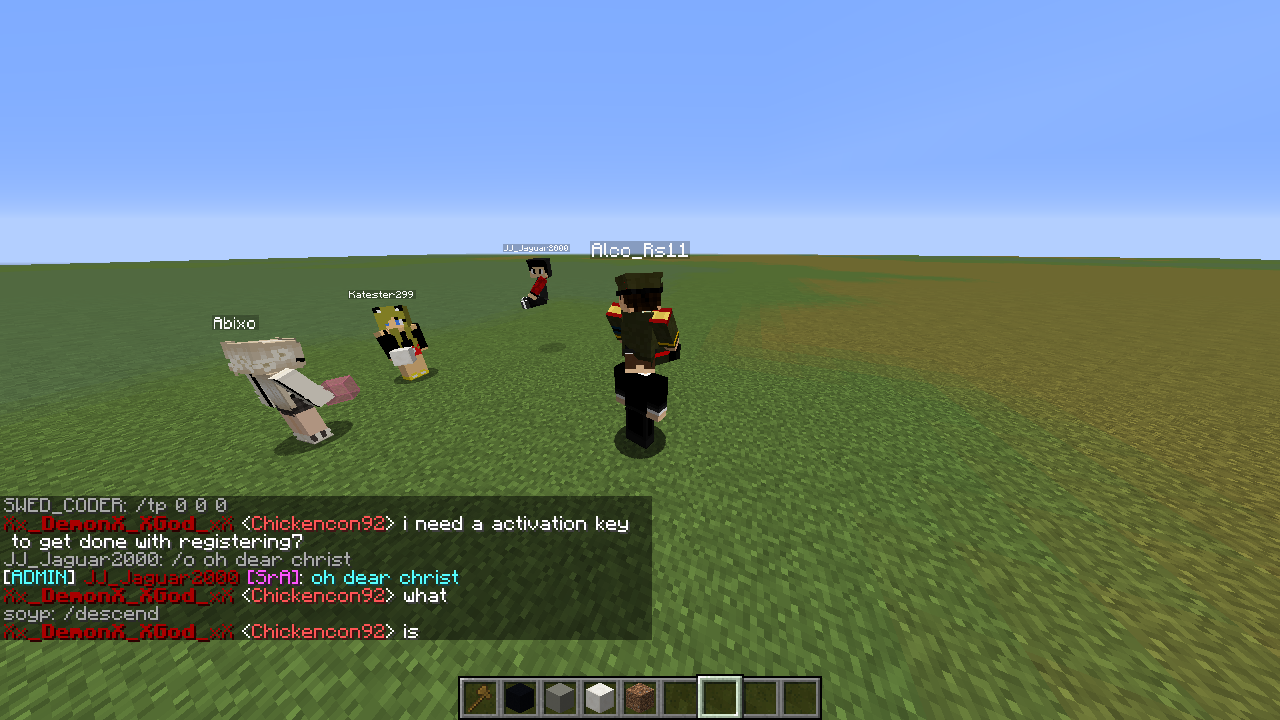 JJ_Jaguar2000
Alco_Rs11
Katester299
Abixo
SWED_CODER: /tp 0 0 0
Xx_DemonX_XGod_xX <Chickencon92> i need a activation key
to get done with registering?
JJ_Jaguar2000: /o oh dear christ
[ADMIN] JJ_Jaguar2000 [SrA]: oh dear christ
Xx_DemonX_XGod_xX <Chickencon92> what
soyp: /descend
Xx_DemonX_XGod_xX <Chickencon92> is